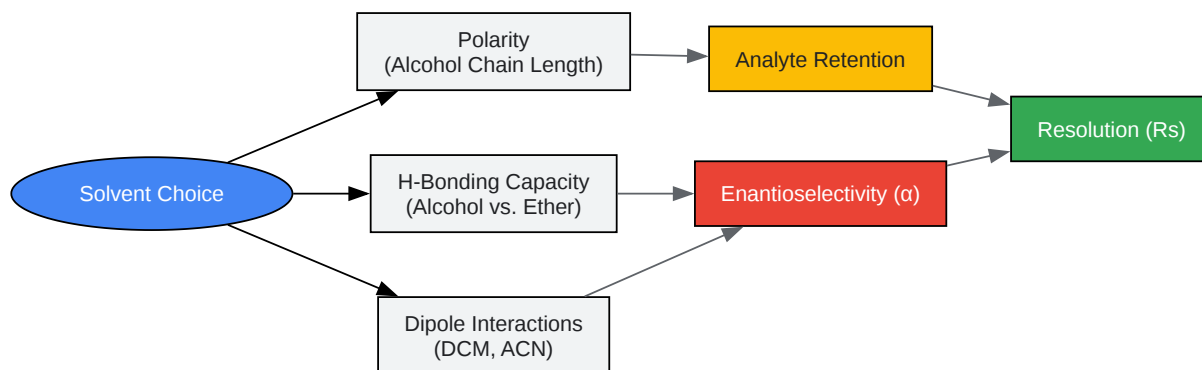 Polarity
(Alcohol Chain Length)
Analyte Retention
Resolution (Rs)
Solvent Choice
H-Bonding Capacity
(Alcohol vs. Ether)
Enantioselectivity (α)
Dipole Interactions
(DCM, ACN)